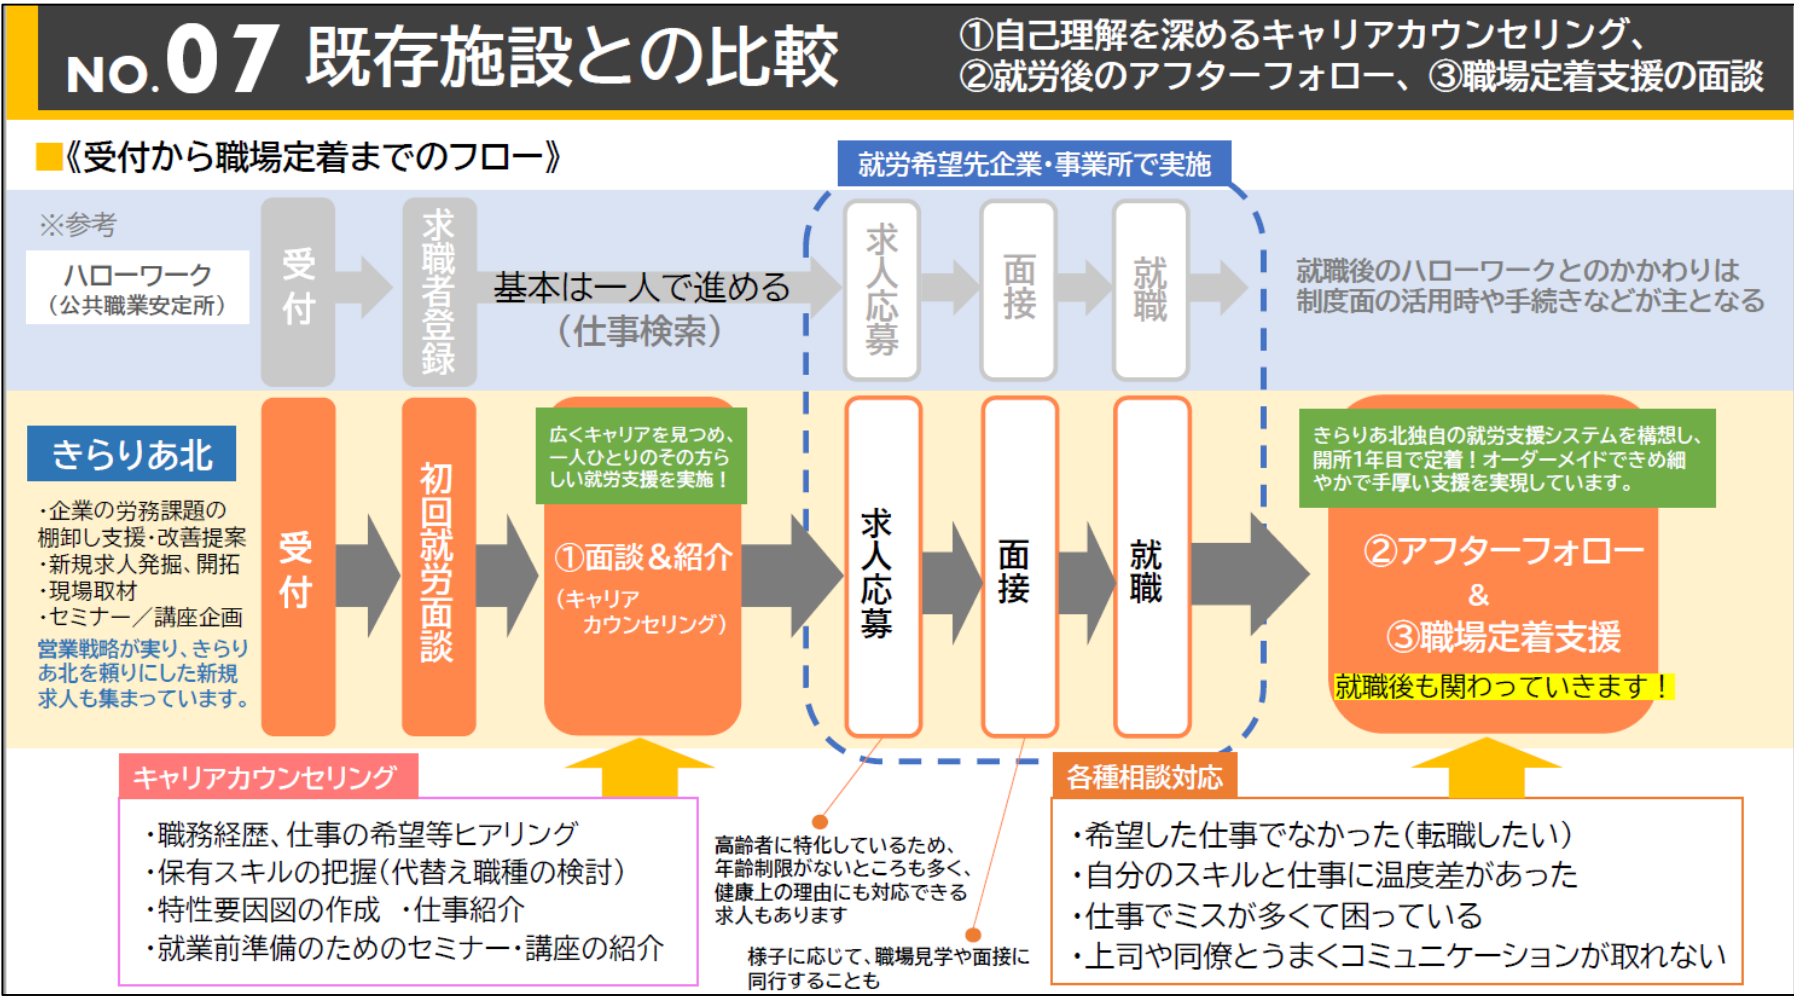 NO.07 既存施設との比較
①自己理解を深めるキャリアカウンセリング、
②就労後のアフターフォロー、③職場定着支援の面談
■《受付から職場定着までのフロー》
就労希望先企業・事業所で実施
※参考
ハローワーク
（公共職業安定所）
受付
求職者登録
基本は一人で進める
（仕事検索）
求人応募
面接
就職
就職後のハローワークとのかかわりは
制度面の活用時や手続きなどが主となる
きらりあ北
・企業の労務課題の
棚卸し支援・改善提案
・新規求人発掘、開拓
・現場取材
・セミナー／講座企画
営業戦略が実り、きらり
あ北を頼りにした新規
求人も集まっています。
受付
初回就労面談
広くキャリアを見つめ、
一人ひとりのその方ら
しい就労支援を実施！
①面談＆紹介
（キャリア
カウンセリング）
求人応募
面接
就職
きらりあ北独自の就労支援システムを構想し、
開所1年目で定着！オーダーメイドできめ細
やかで手厚い支援を実現しています。
②アフターフォロー
＆
③職場定着支援
就職後も関わっていきます！
キャリアカウンセリング
・職務経歴、仕事の希望等ヒアリング
・保有スキルの把握（代替え職種の検討）
・特性要因図の作成　・仕事紹介
・就業前準備のためのセミナー・講座の紹介
高齢者に特化しているため、
年齢制限がないところも多く、
健康上の理由にも対応できる
求人もあります
様子に応じて、職場見学や面接に
同行することも
各種相談対応
・希望した仕事でなかった（転職したい）
・自分のスキルと仕事に温度差があった
・仕事でミスが多くて困っている
・上司や同僚とうまくコミュニケーションが取れない